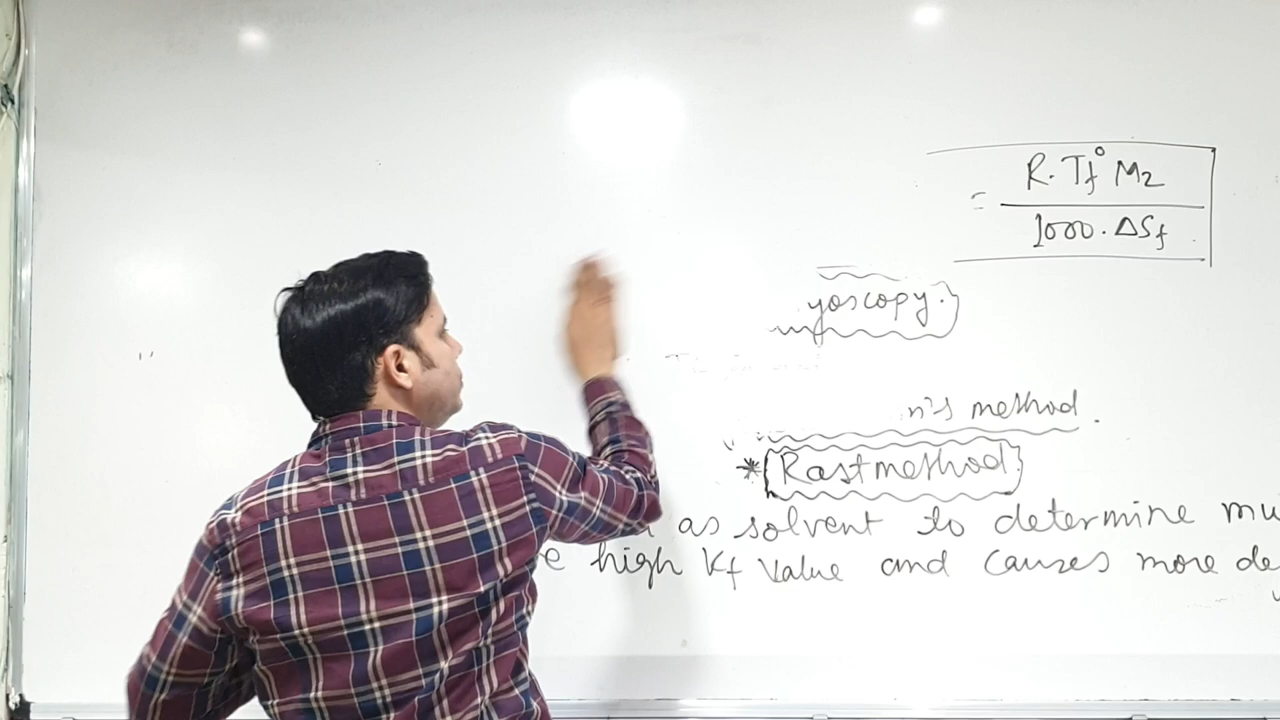 = R. Tf° M2
1000. ΔSf
yoscopy.
n's method.
* Rast method
as solvent to determine mu
e high Kf value and causes more de